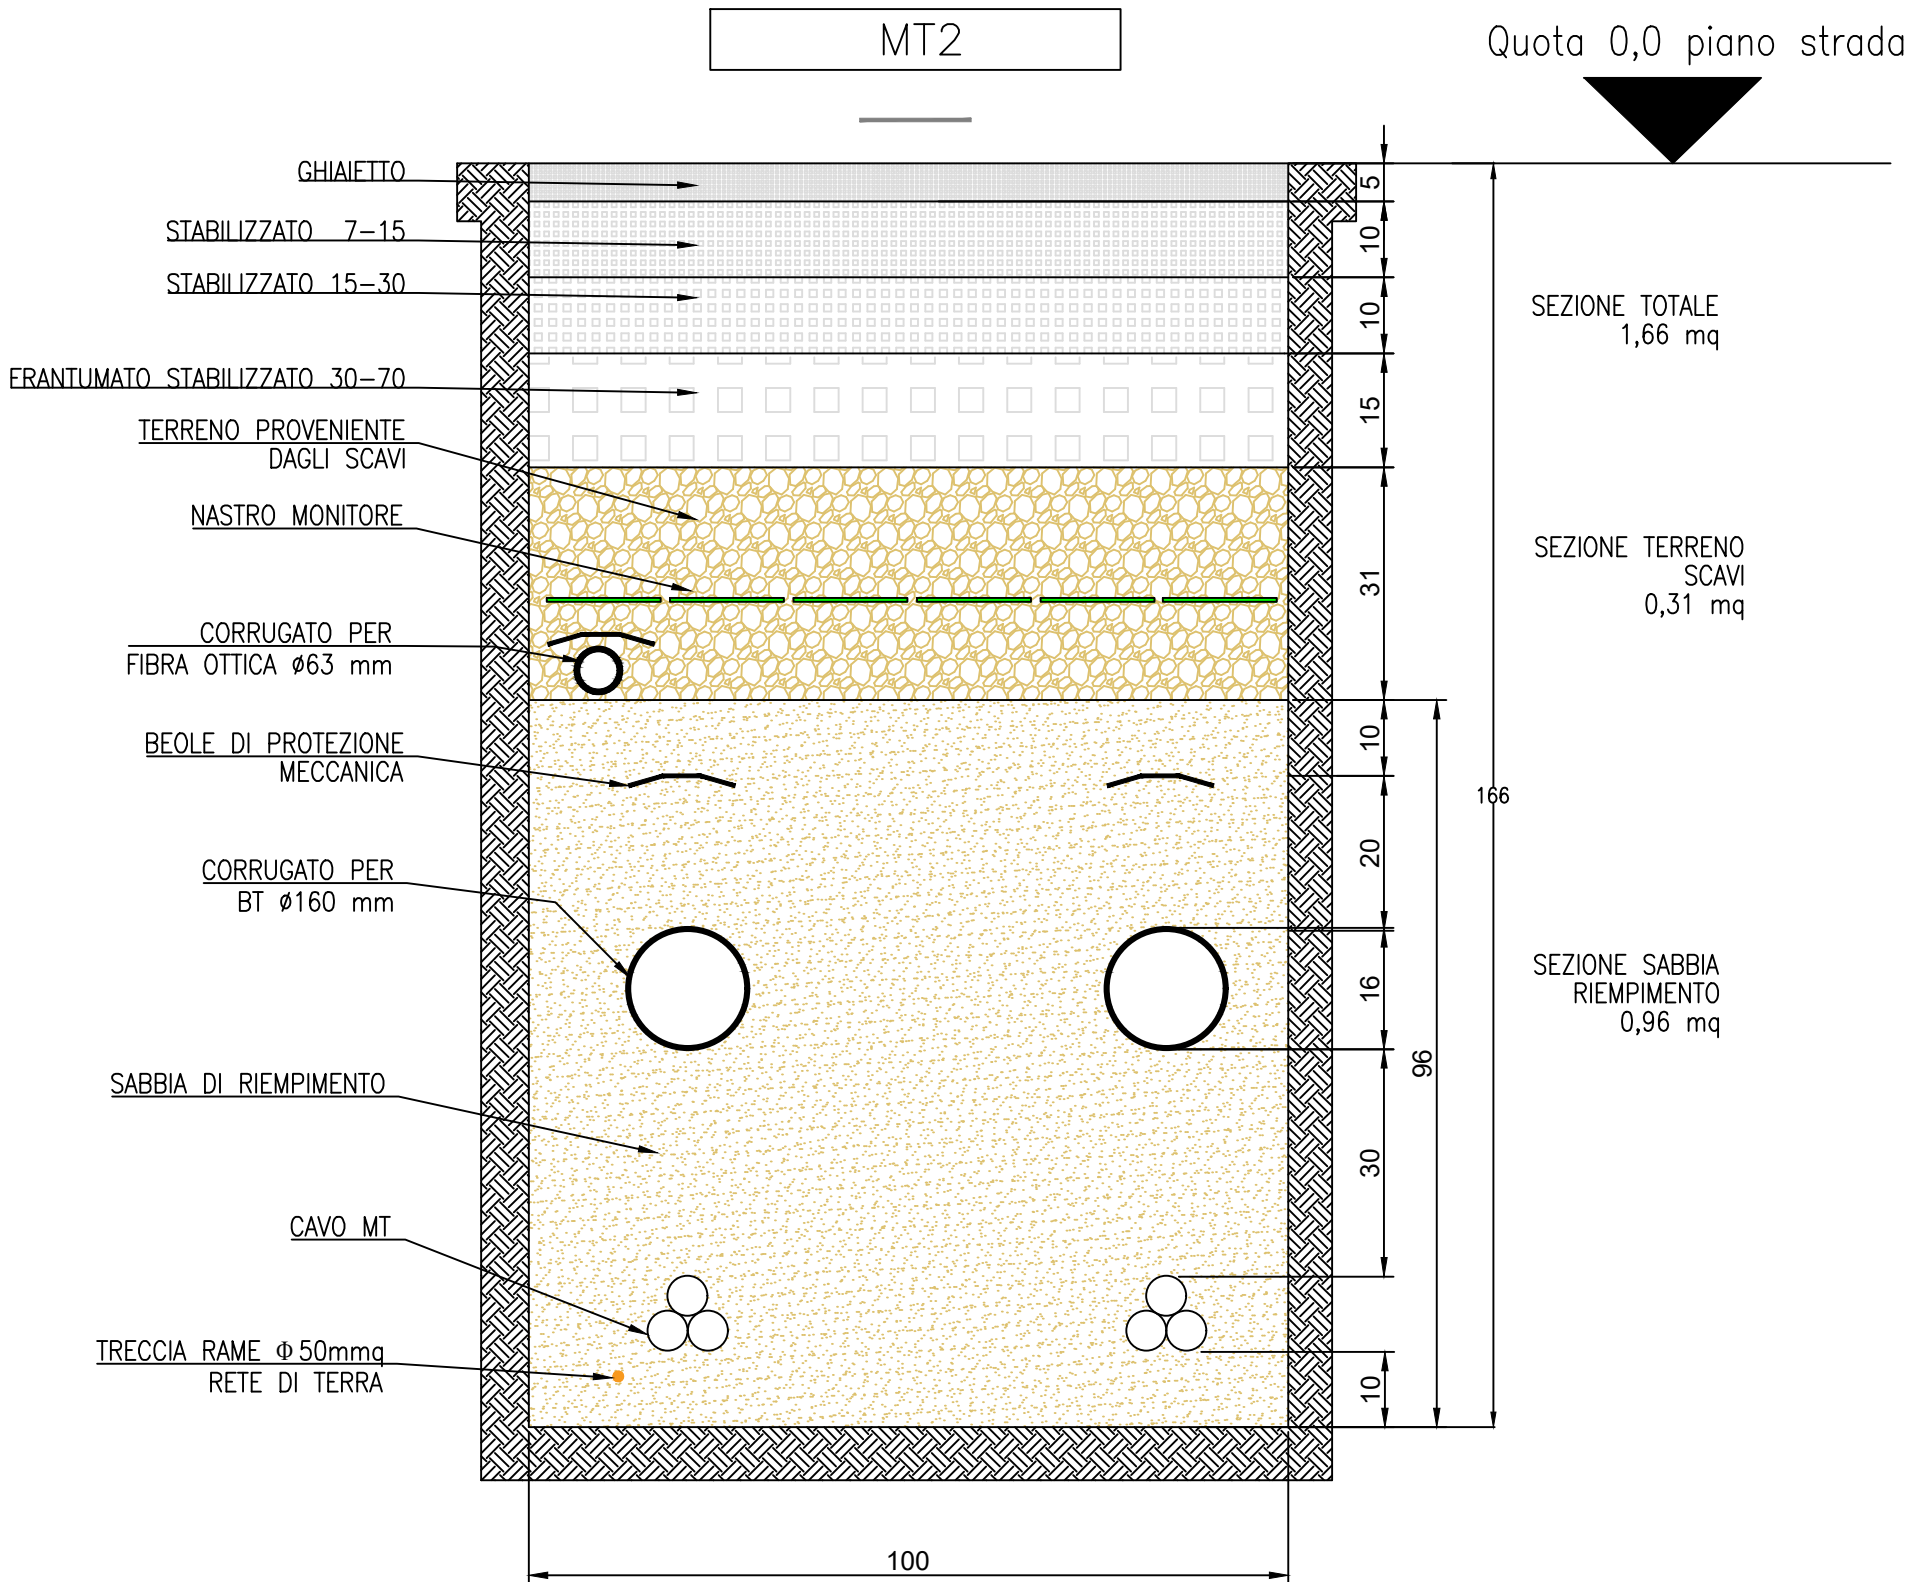 MT2
Quota 0,0 piano strada
GHIAIETTO
STABILIZZATO 7-15
STABILIZZATO 15-30
FRANTUMATO STABILIZZATO 30-70
TERRENO PROVENIENTE
DAGLI SCAVI
NASTRO MONITORE
CORRUGATO PER
FIBRA OTTICA ø63 mm
BEOLE DI PROTEZIONE
MECCANICA
CORRUGATO PER
BT ø160 mm
SABBIA DI RIEMPIMENTO
CAVO MT
TRECCIA RAME Φ50mmq
RETE DI TERRA
5
10
10
15
31
10
20
16
30
10
96
166
100
SEZIONE TOTALE
1,66 mq
SEZIONE TERRENO
SCAVI
0,31 mq
SEZIONE SABBIA
RIEMPIMENTO
0,96 mq